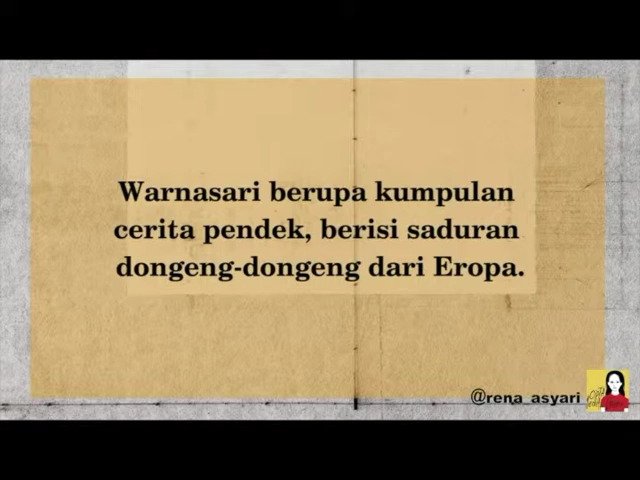 Warnasari berupa kumpulan
cerita pendek, berisi saduran
dongeng-dongeng dari Eropa.
@rena_asyari